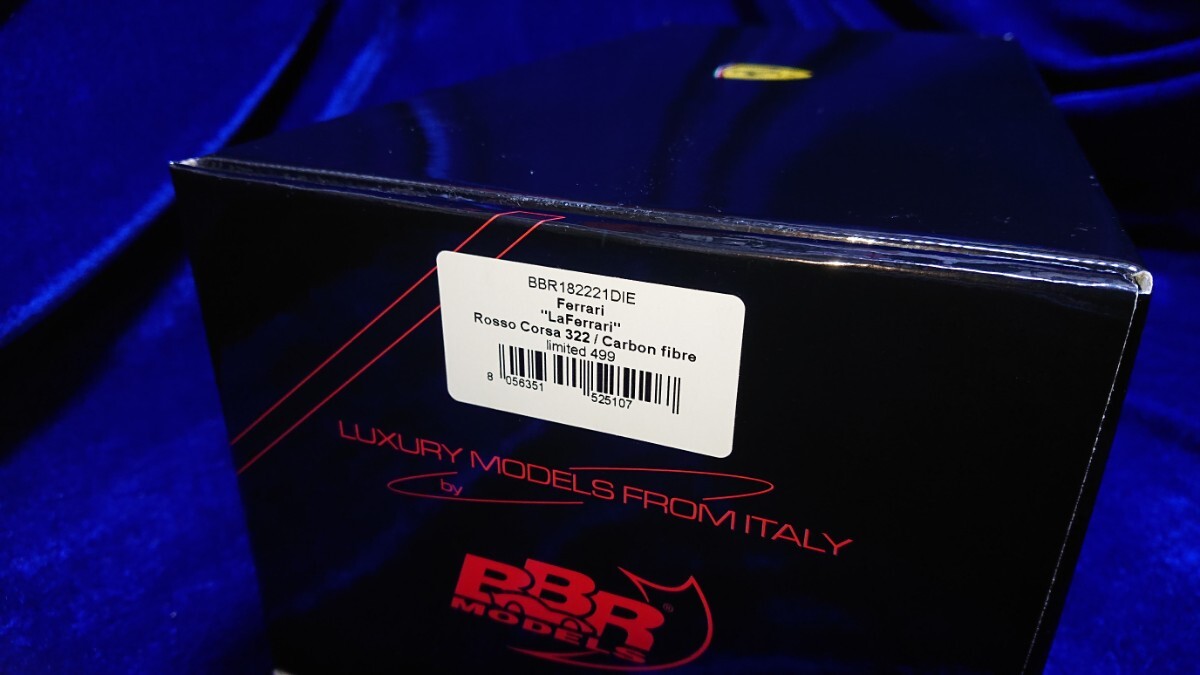 BBR182221DIE
Ferrari
"LaFerrari"
Rosso Corsa 322 / Carbon fibre
limited 499
8 056351 525107
LUXURY MODELS FROM ITALY
by
BBR
MODELS